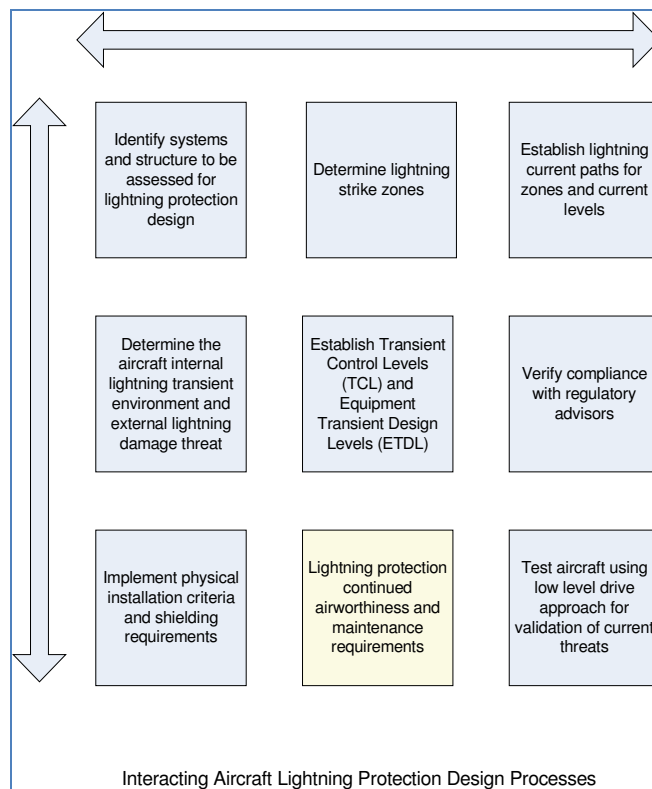 Identify systems
and structure to be
assessed for
lightning protection
design
Determine lightning
strike zones
Establish lightning
current paths for
zones and current
levels
Determine the
aircraft internal
lightning transient
environment and
external lightning
damage threat
Establish Transient
Control Levels
(TCL) and
Equipment
Transient Design
Levels (ETDL)
Verify compliance
with regulatory
advisors
Implement physical
installation criteria
and shielding
requirements
Lightning protection
continued
airworthiness and
maintenance
requirements
Test aircraft using
low level drive
approach for
validation of current
threats
Interacting Aircraft Lightning Protection Design Processes